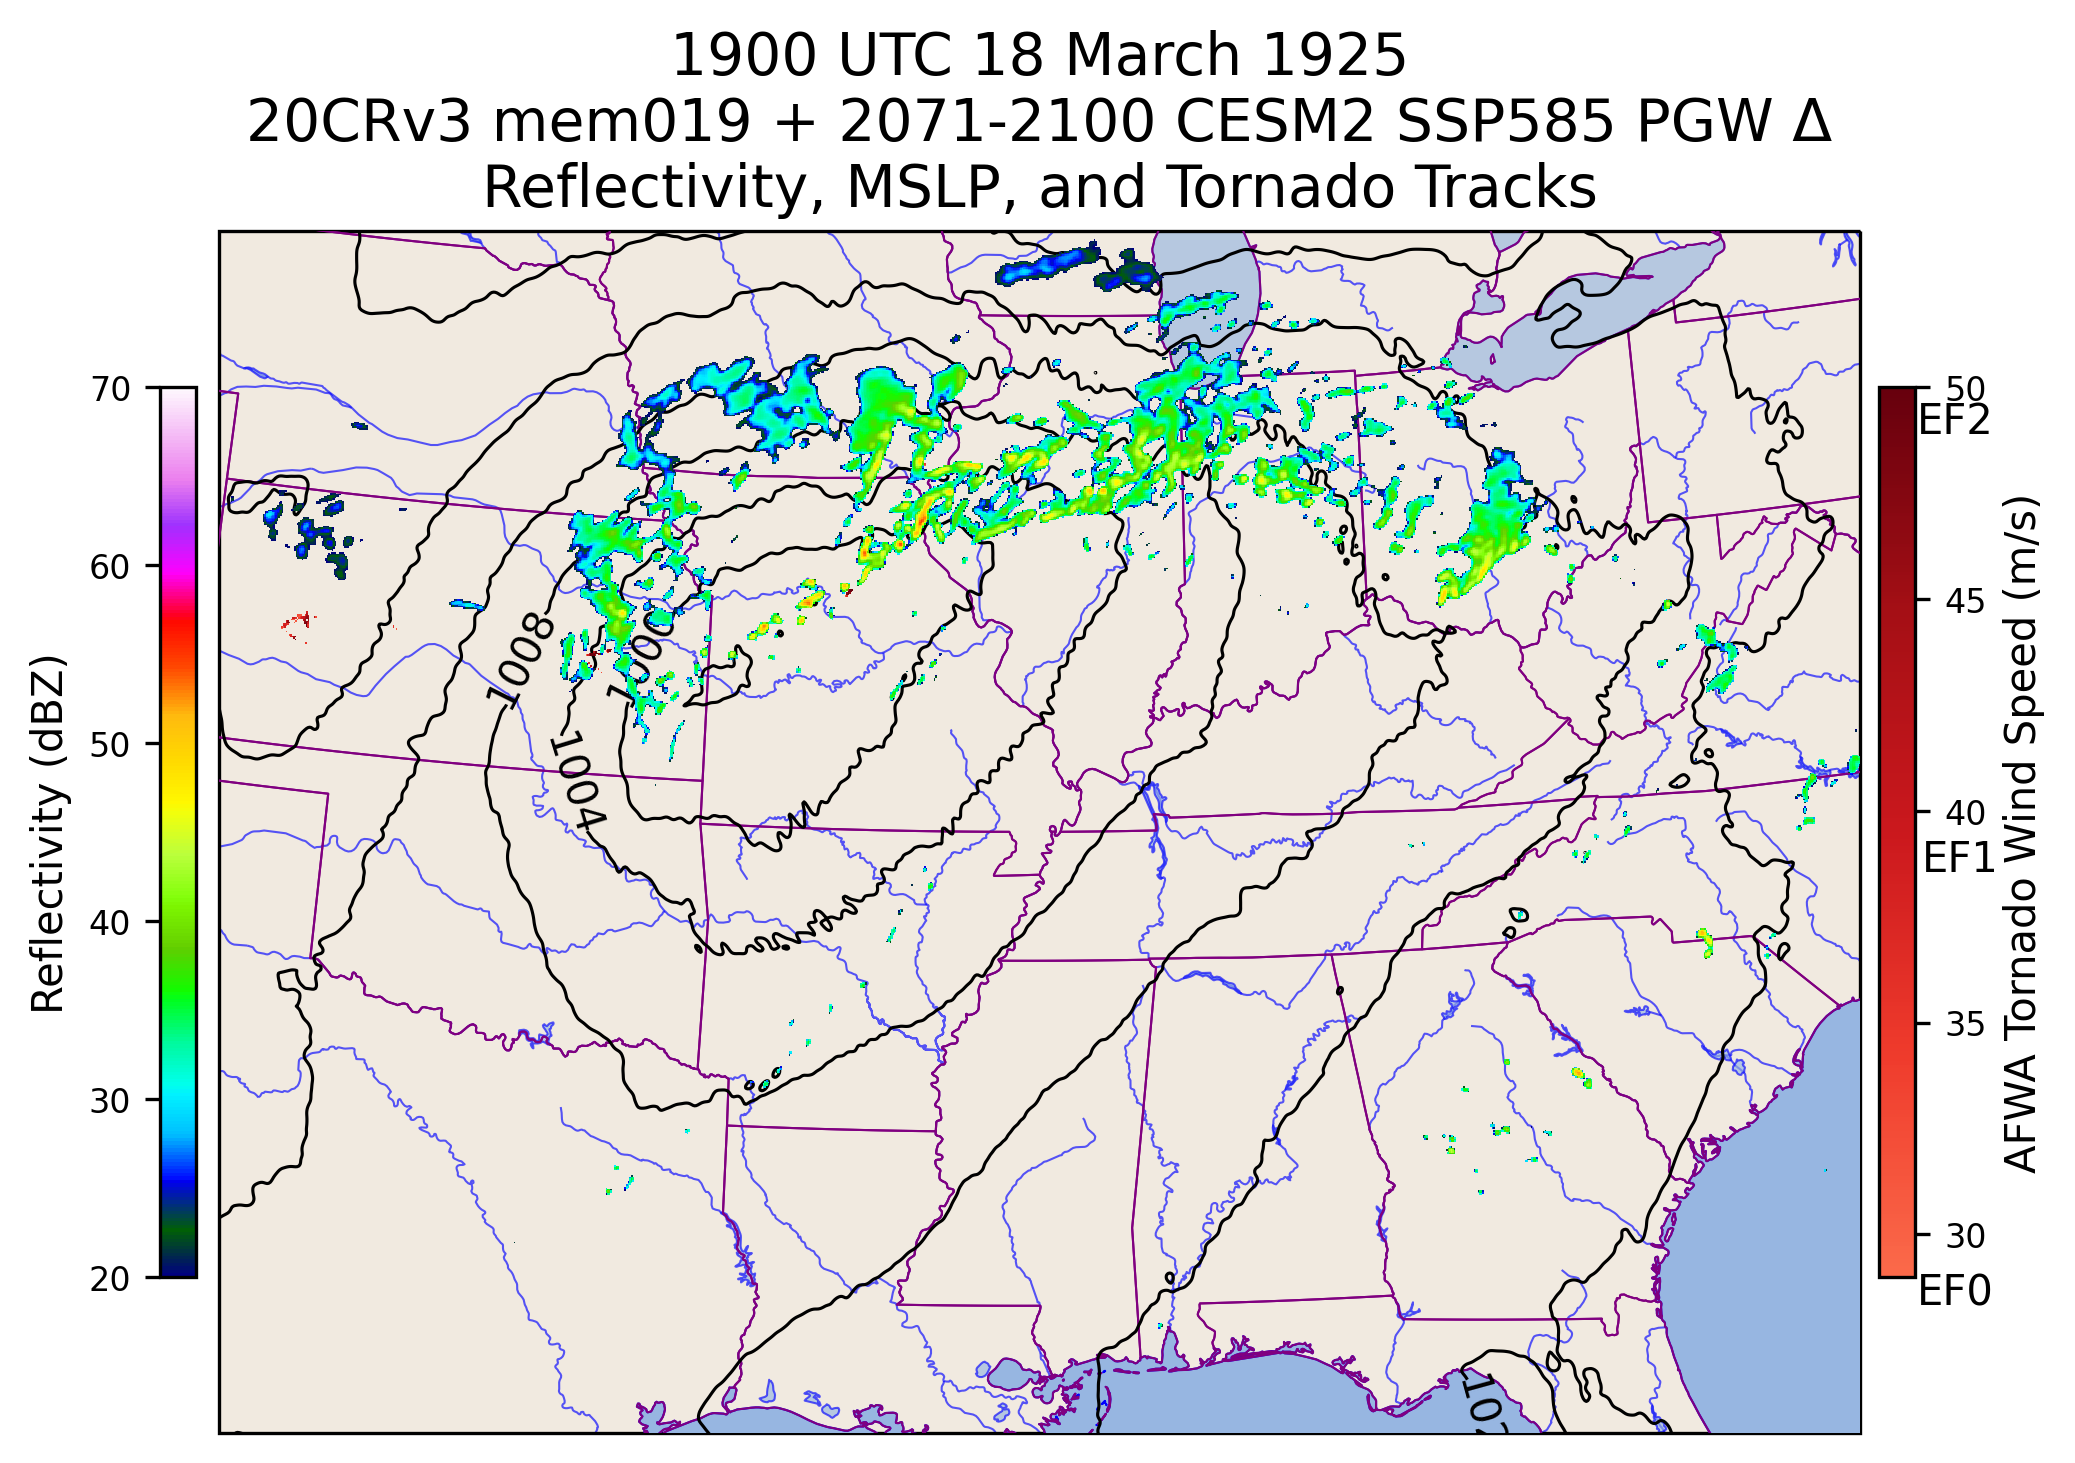 1900 UTC 18 March 1925
20CRv3 mem019 + 2071-2100 CESM2 SSP585 PGW Δ
Reflectivity, MSLP, and Tornado Tracks
70
60
50
40
30
20
Reflectivity (dBZ)
1008
1000
1004
50
EF2
45
40
EF1
35
30
EF0
AFWA Tornado Wind Speed (m/s)